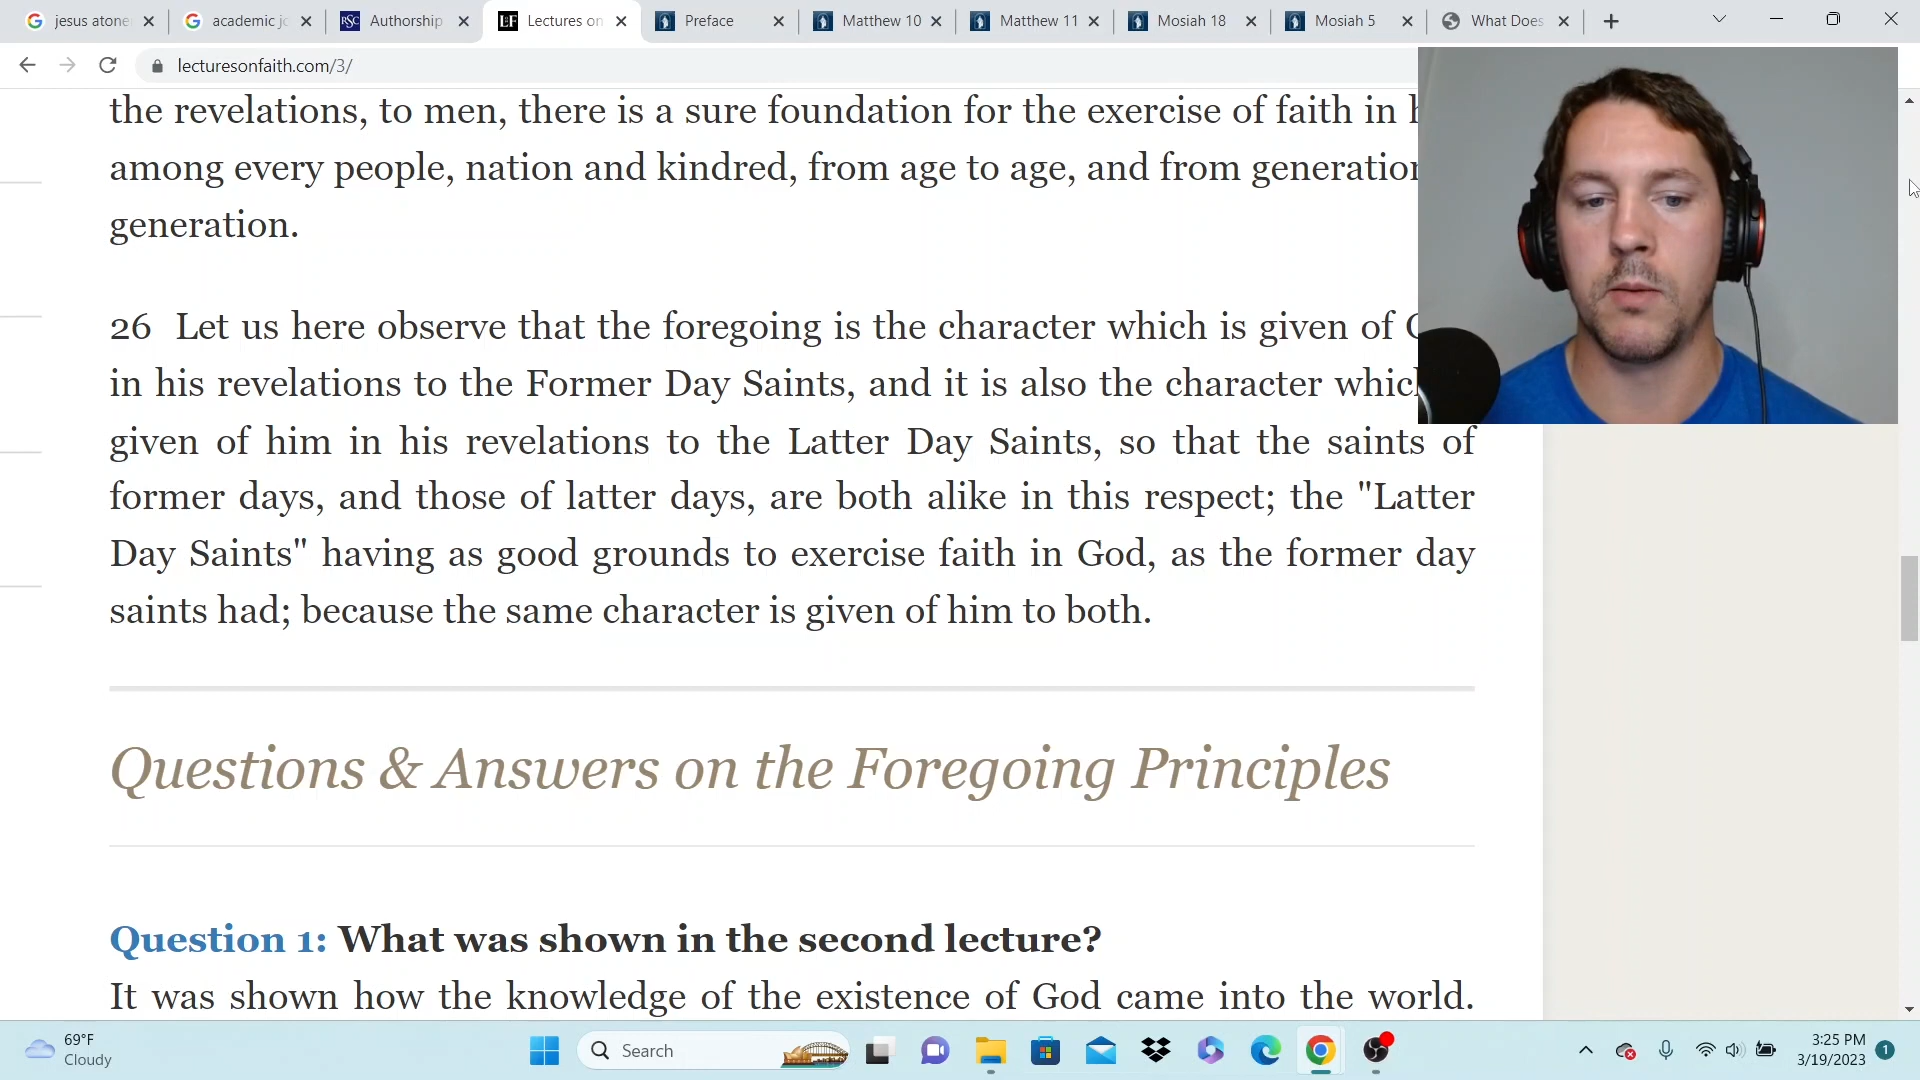 jesus atone
academic jo
RSC
Authorship
LoF
Lectures on
Preface
Matthew 10
Matthew 11
Mosiah 18
Mosiah 5
What Does
lecturesonfaith.com/3/
the revelations, to men, there is a sure foundation for the exercise of faith in
among every people, nation and kindred, from age to age, and from generation
generation.
26 Let us here observe that the foregoing is the character which is given of
in his revelations to the Former Day Saints, and it is also the character which
given of him in his revelations to the Latter Day Saints, so that the saints of
former days, and those of latter days, are both alike in this respect; the "Latter
Day Saints" having as good grounds to exercise faith in God, as the former day
saints had; because the same character is given of him to both.
Questions & Answers on the Foregoing Principles
Question 1: What was shown in the second lecture?
It was shown how the knowledge of the existence of God came into the world.
69°F
Cloudy
Search
3:25 PM
3/19/2023
1